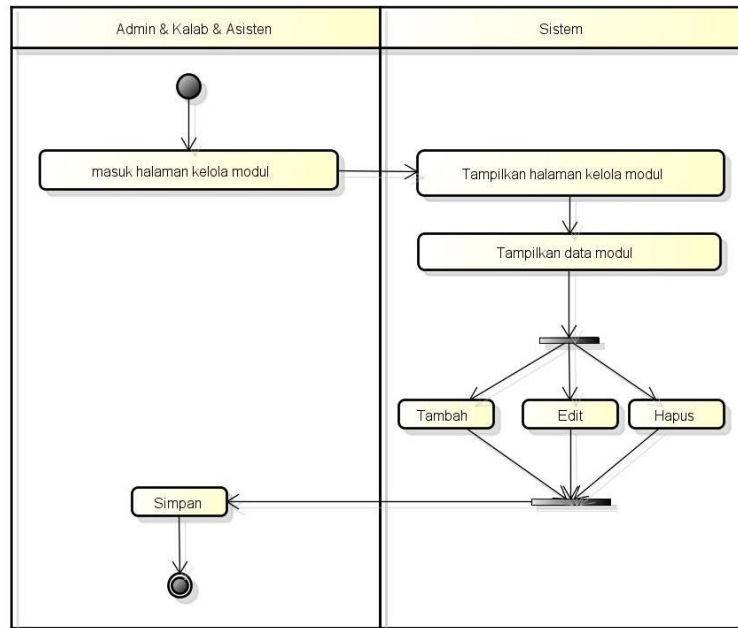 Admin & Kalab & Asisten
Sistem
masuk halaman kelola modul
Tampilkan halaman kelola modul
Tampilkan data modul
Tambah
Edit
Hapus
Simpan